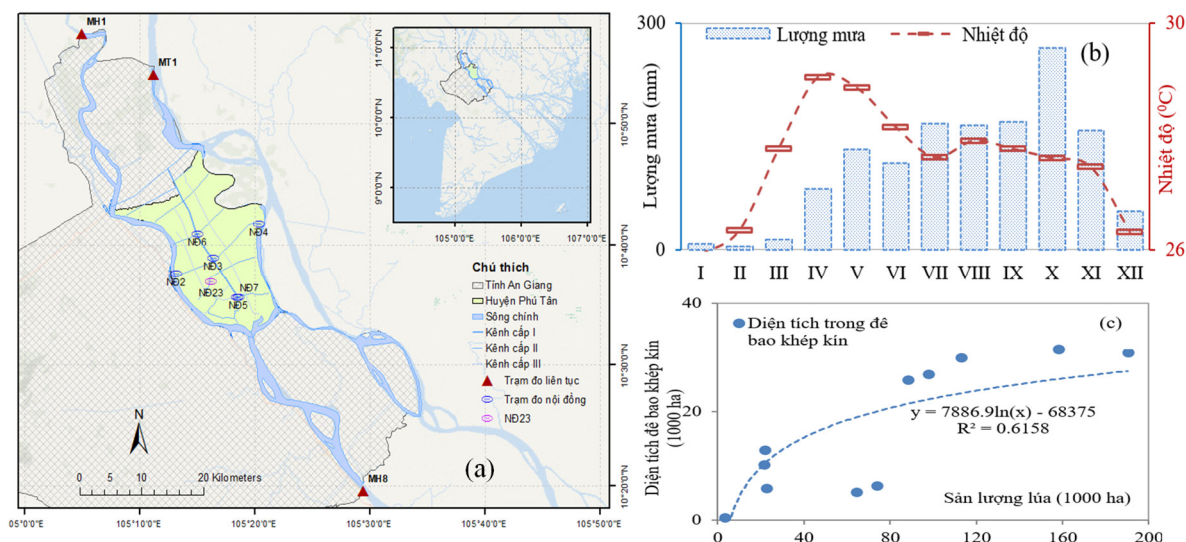 MH1
MT1
11°0'0"N
10°0'0"N
9°0'0"N
105°0'0"E 106°0'0"E 107°0'0"E
10°50'0"N
10°40'0"N
10°30'0"N
10°20'0"N
NĐ4
NĐ6
NĐ3
NĐ2
NĐ23
NĐ7
NĐ5
Chú thích
Tỉnh An Giang
Huyện Phú Tân
Sông chính
Kênh cấp I
Kênh cấp II
Kênh cấp III
Trạm đo liên tục
Trạm đo nội đồng
NĐ23
N
0 5 10 20 Kilometers
(a)
MH8
05°0'0"E 105°10'0"E 105°20'0"E 105°30'0"E 105°40'0"E 105°50'0"E
300 30
Lượng mưa Nhiệt độ
(b)
Lượng mưa (mm)
Nhiệt độ (⁰C)
0 26
I II III IV V VI VII VIII IX X XI XII
40
Diện tích trong đê
bao khép kín
(c)
Diện tích đê bao khép kín
(1000 ha)
20
y = 7886.9ln(x) - 68375
R² = 0.6158
Sản lượng lúa (1000 ha)
0
0 40 80 120 160 200